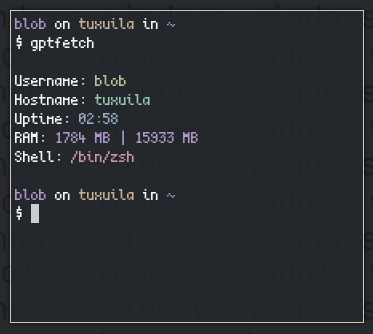 blob on tuxuila in ~
$ gptfetch
Username: blob
Hostname: tuxuila
Uptime: 02:58
RAM: 1784 MB | 15933 MB
Shell: /bin/zsh
blob on tuxuila in ~
$